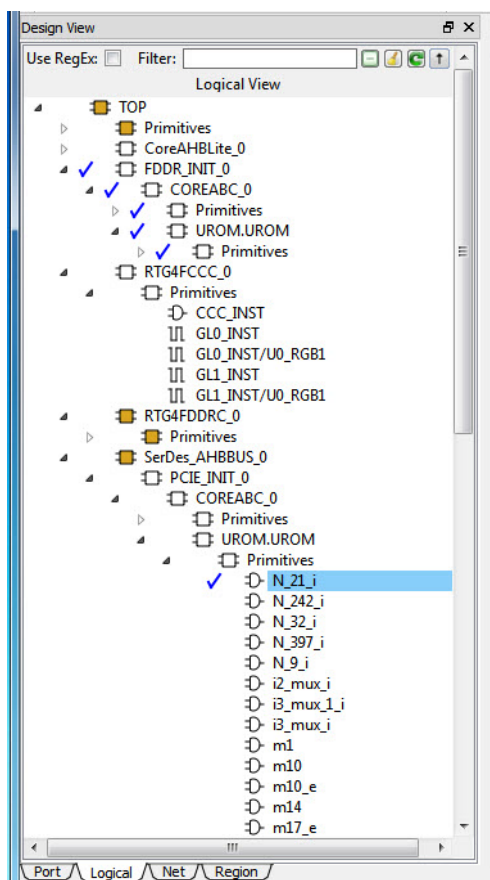 Design View
Use RegEx: Filter:
Logical View
TOP
Primitives
CoreAHBLite_0
FDDR_INIT_0
COREABC_0
Primitives
UROM.UROM
Primitives
RTG4FCCC_0
Primitives
CCC_INST
GL0_INST
GL0_INST/U0_RGB1
GL1_INST
GL1_INST/U0_RGB1
RTG4FDDRC_0
Primitives
SerDes_AHBBUS_0
PCIE_INIT_0
COREABC_0
Primitives
UROM.UROM
Primitives
N_21_i
N_242_i
N_32_i
N_397_i
N_9_i
i2_mux_i
i3_mux_1_i
i3_mux_i
m1
m10
m10_e
m14
m17_e
Port Logical Net Region